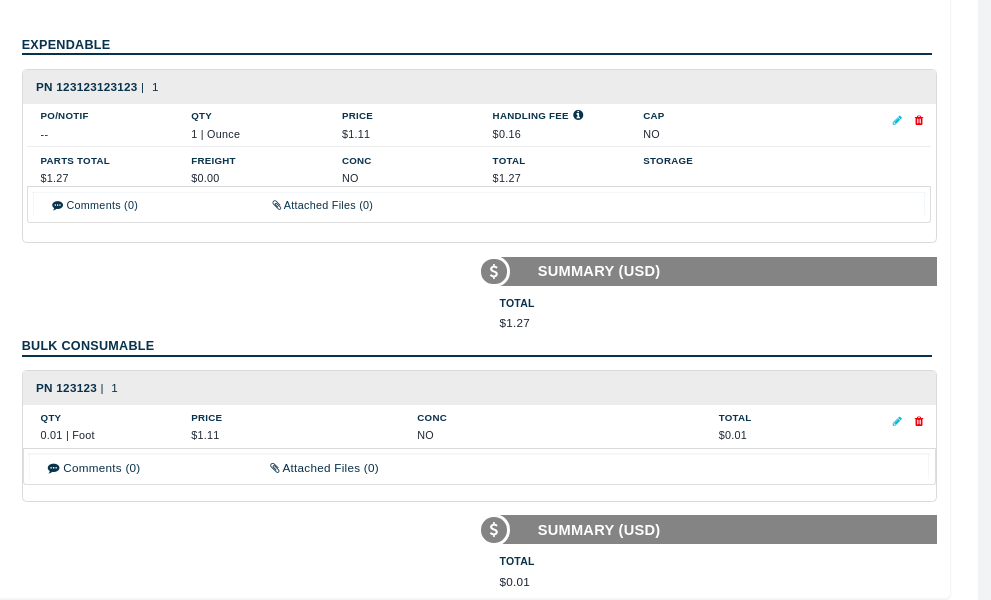 EXPENDABLE
PN 123123123123 | 1
PO/NOTIF QTY PRICE HANDLING FEE CAP
-- 1 | Ounce $1.11 $0.16 NO
PARTS TOTAL FREIGHT CONC TOTAL STORAGE
$1.27 $0.00 NO $1.27
Comments (0) Attached Files (0)
$ SUMMARY (USD)
TOTAL
$1.27
BULK CONSUMABLE
PN 123123 | 1
QTY PRICE CONC TOTAL
0.01 | Foot $1.11 NO $0.01
Comments (0) Attached Files (0)
$ SUMMARY (USD)
TOTAL
$0.01